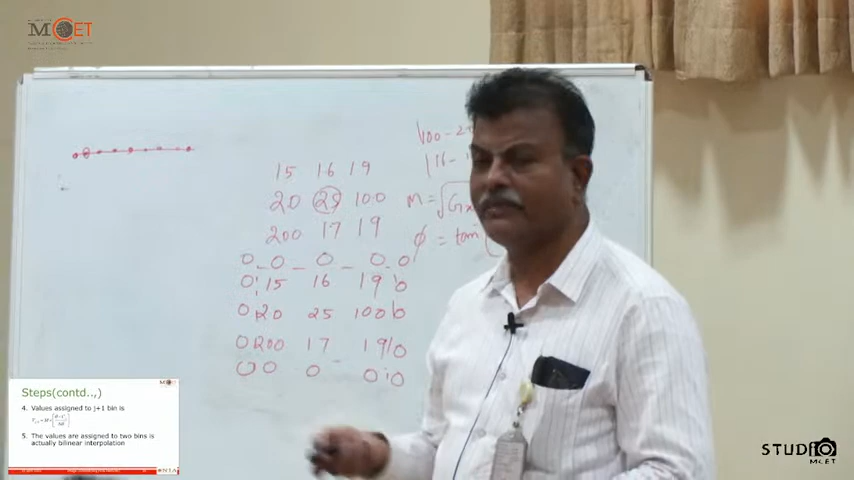 MCET
15 16 19
20 25 100
200 17 19
100 - 2
116 -
M = √Gx
φ = tan (
0 0 0 0 0
0 15 16 19 0
0 20 25 100 0
0 200 17 19 0
0 0 0 0 0
Steps(contd..,)
4. Values assigned to j+1 bin is
5. The values are assigned to two bins is
actually bilinear interpolation
STUDIO
MCET